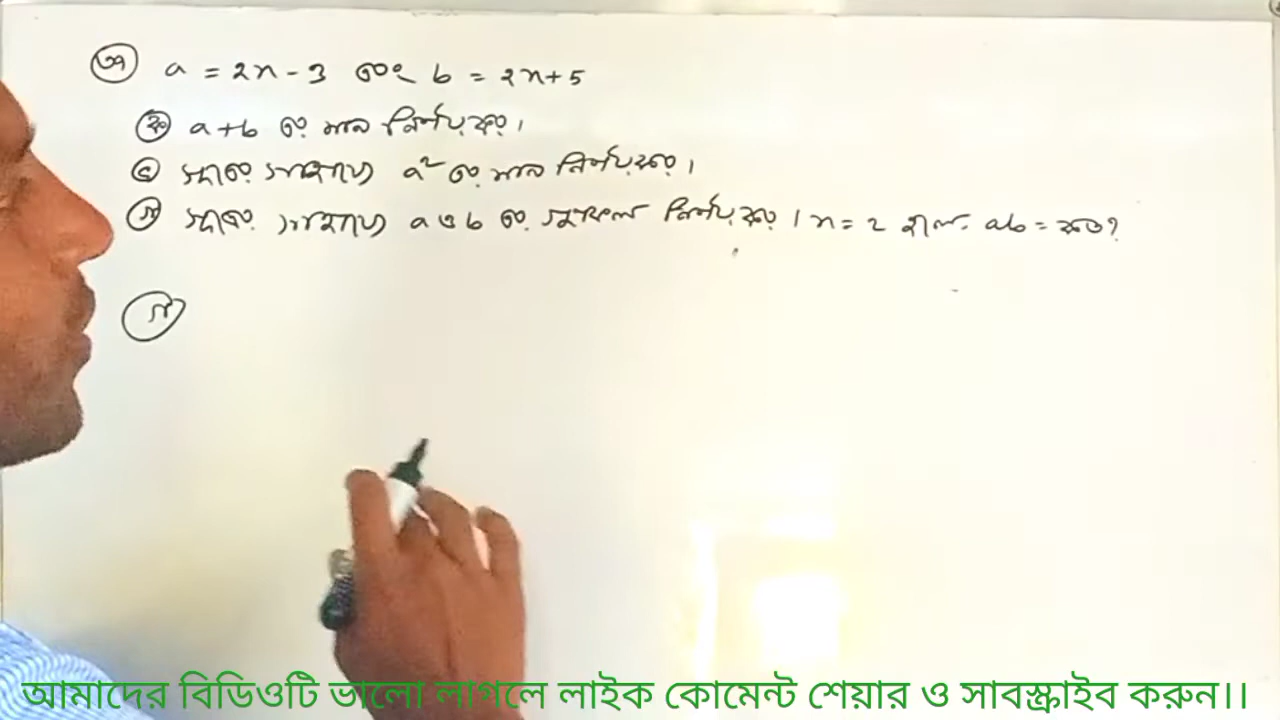 ৩৭ a = 2x - 3 এবং b = 2x + 5
ক a+b এর মান নির্ণয় কর।
খ সূত্রের সাহায্যে a² এর মান নির্ণয় কর।
গ সূত্রের সাহায্যে a ও b এর গুণফল নির্ণয় কর। x = 2 হলে ab = কত?
গ
আমাদের বিডিওটি ভালো লাগলে লাইক কোমেন্ট শেয়ার ও সাবস্ক্রাইব করুন।।